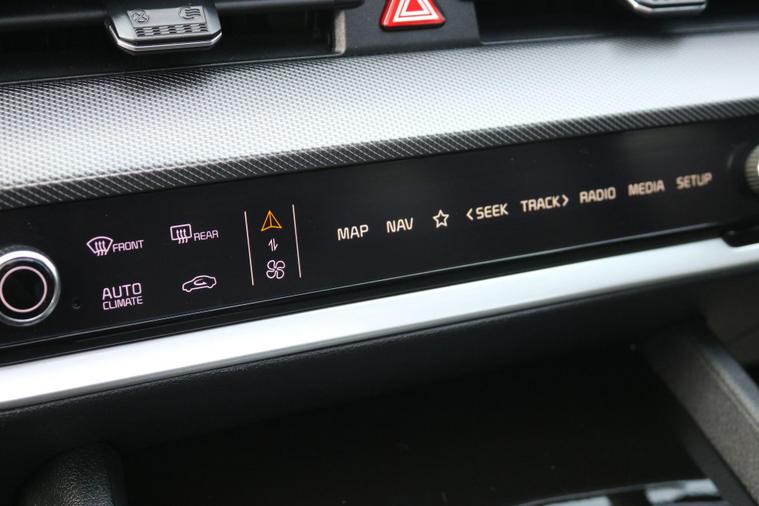 FRONT
REAR
AUTO
CLIMATE
MAP NAV <SEEK TRACK> RADIO MEDIA SETUP